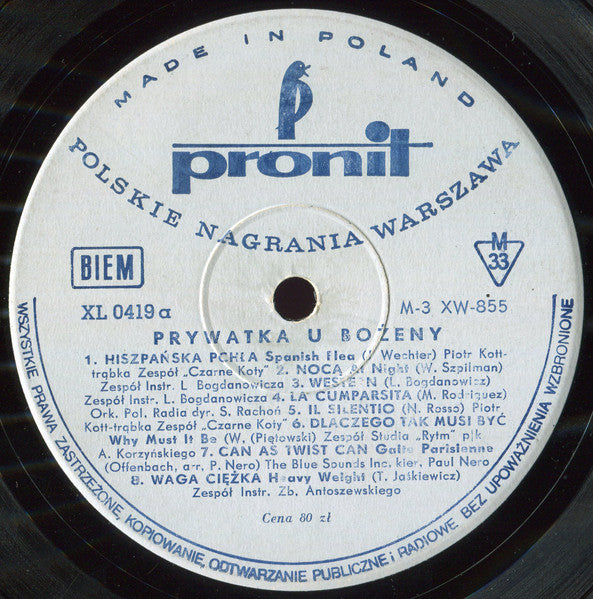 MADE IN POLAND
pronit
POLSKIE NAGRANIA WARSZAWA
BIEM
M
33
XL 0419 a
M-3 XW-855
PRYWATKA U BOŻENY
1. HISZPAŃSKA PCHŁA Spanish Flea (J. Wechter) Piotr Kott-
trąbka Zespół „Czarne Koty" 2. NOCĄ At Night (W. Szpilman)
Zespół Instr. L. Bogdanowicza 3. WESTE N (L. Bogdanowicz)
Zespół Instr. L. Bogdanowicza 4. LA CUMPARSITA (M. Rodriguez)
Ork. Pol. Radia dyr. S. Rachoń 5. IL SILENTIO (N. Rosso) Piotr
Kott-trąbka Zespół „Czarne Koty" 6. DLACZEGO TAK MUSI BYĆ
Why Must It Be (W. Piętowski) Zespół Studia „Rytm" p/k
A. Korzyńskiego 7. CAN AS TWIST CAN Gaite Parisienne
(Offenbach, arr. P. Nero) The Blue Sounds Inc. kier. Paul Nero
8. WAGA CIĘŻKA Heavy Weight (T. Jaśkiewicz)
Zespół Instr. Zb. Antoszewskiego
Cena 80 zł
WSZYSTKIE PRAWA ZASTRZEŻONE, KOPIOWANIE, ODTWARZANIE PUBLICZNE i RADIOWE BEZ UPOWAŻNIENIA WZBRONIONE